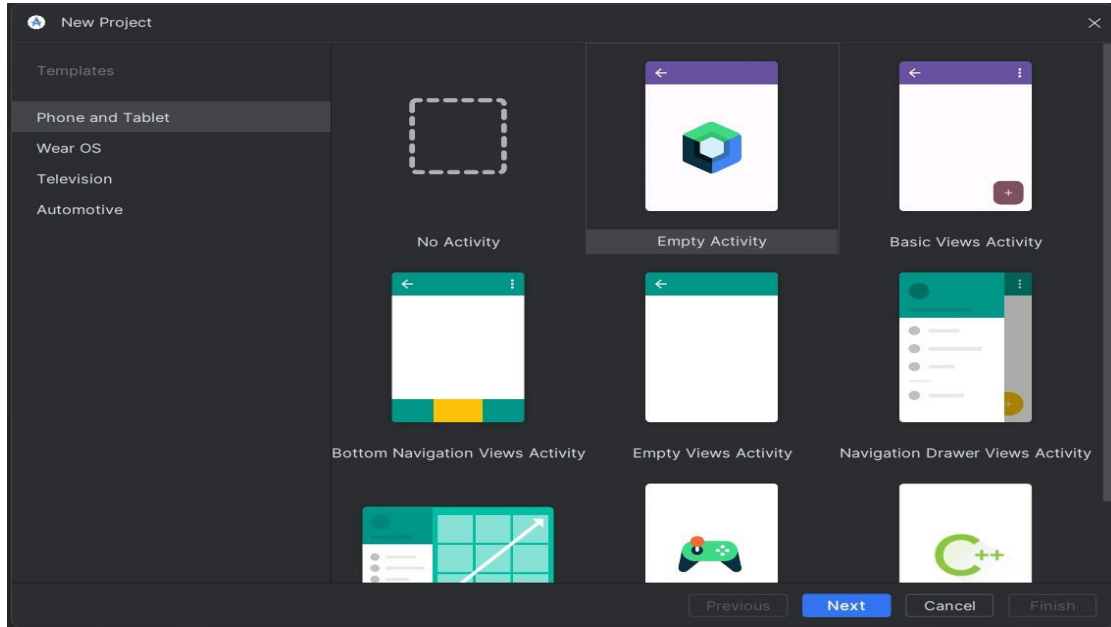 New Project
Templates
Phone and Tablet
Wear OS
Television
Automotive
No Activity
Empty Activity
Basic Views Activity
Bottom Navigation Views Activity
Empty Views Activity
Navigation Drawer Views Activity
C++
Previous
Next
Cancel
Finish